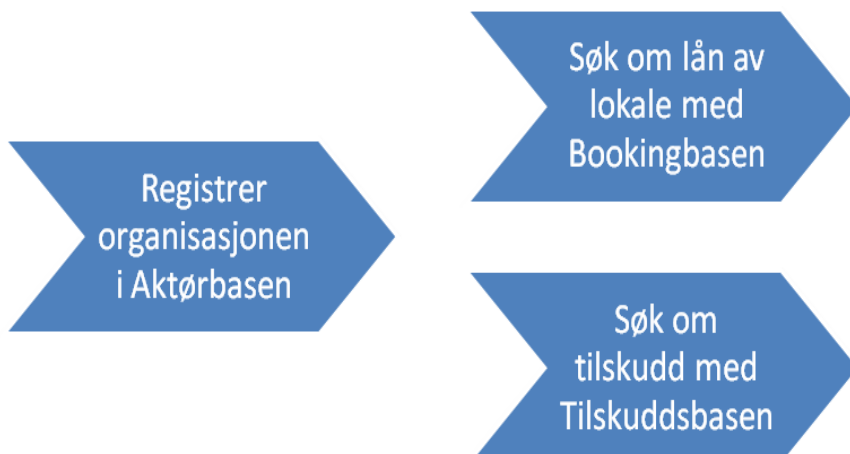 Registrer
organisasjonen
i Aktørbasen
Søk om lån av
lokale med
Bookingbasen
Søk om
tilskudd med
Tilskuddsbasen